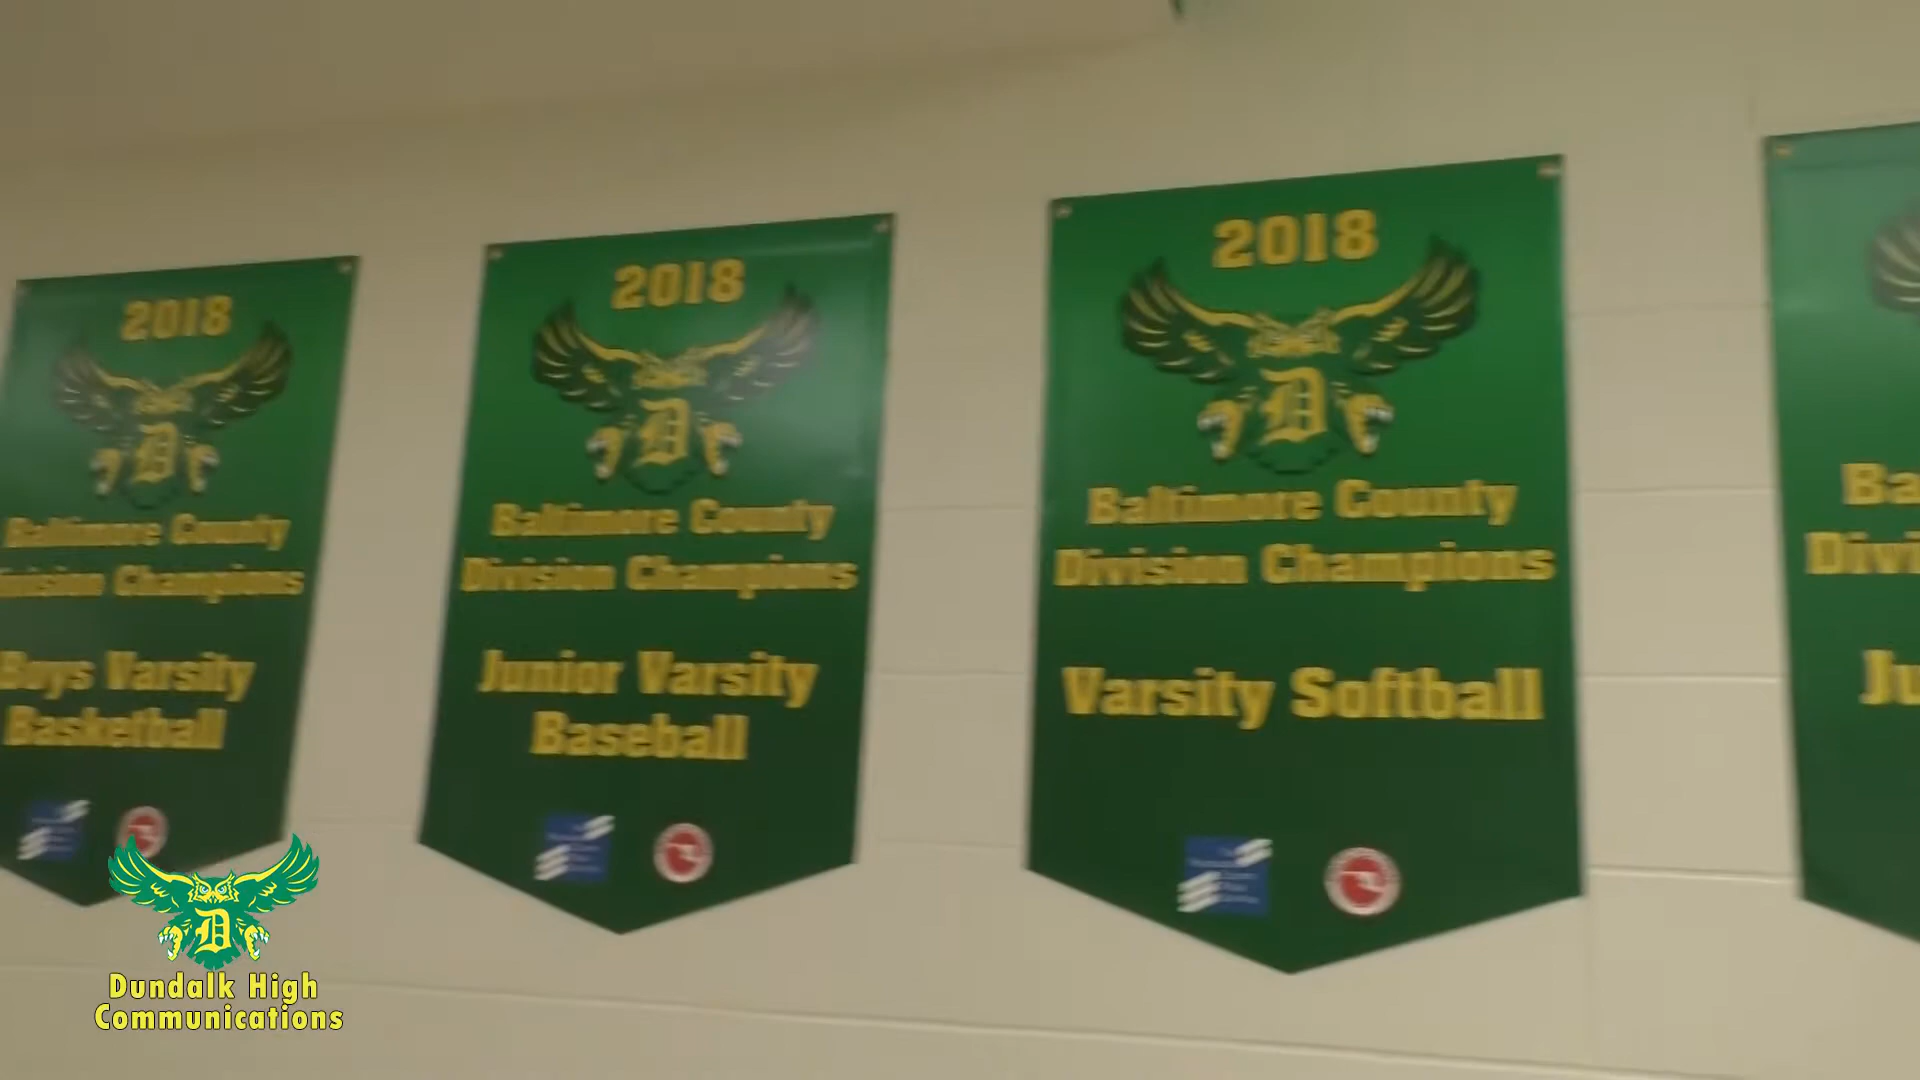 2018
D
Baltimore County
Division Champions
Boys Varsity
Basketball
2018
D
Baltimore County
Division Champions
Junior Varsity
Baseball
2018
D
Baltimore County
Division Champions
Varsity Softball
D
Dundalk High
Communications